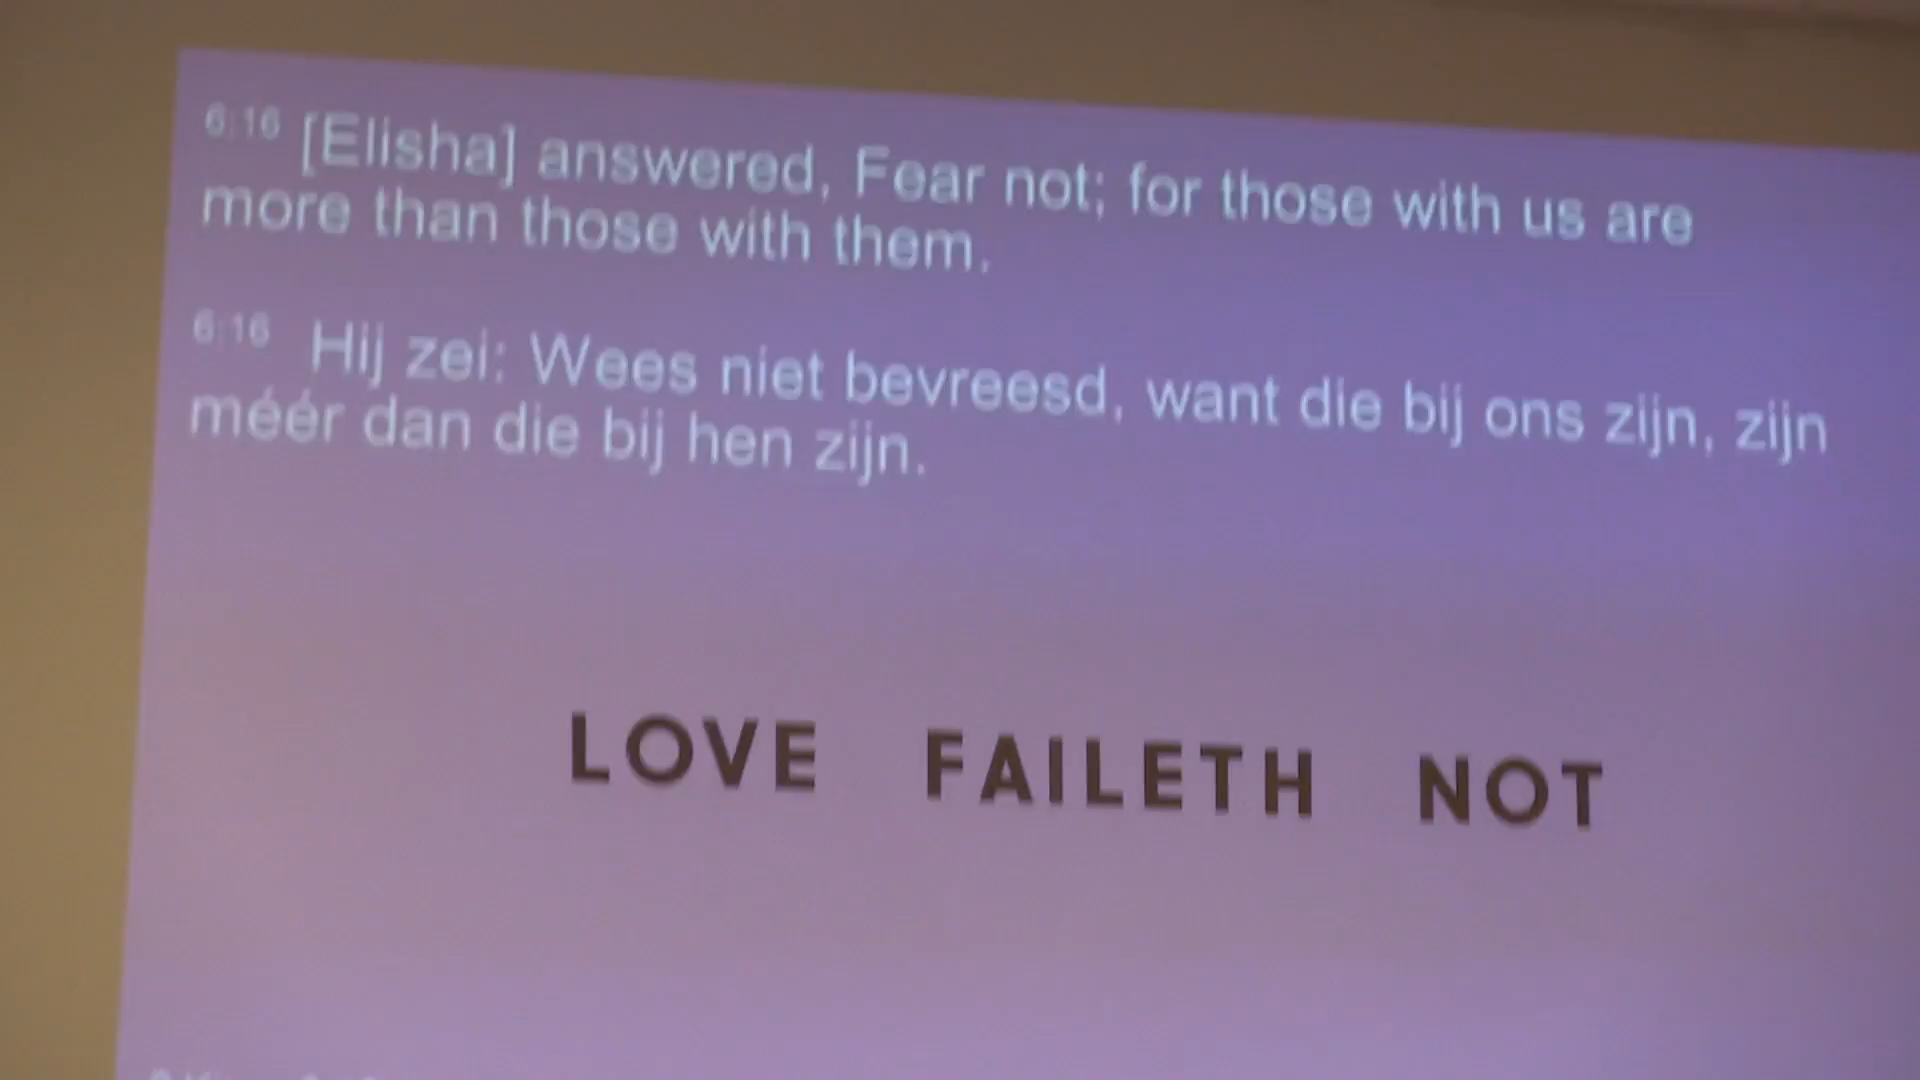 6:16 [Elisha] answered, Fear not; for those with us are
more than those with them.
6:16 Hij zei: Wees niet bevreesd, want die bij ons zijn, zijn
méér dan die bij hen zijn.
LOVE FAILETH NOT